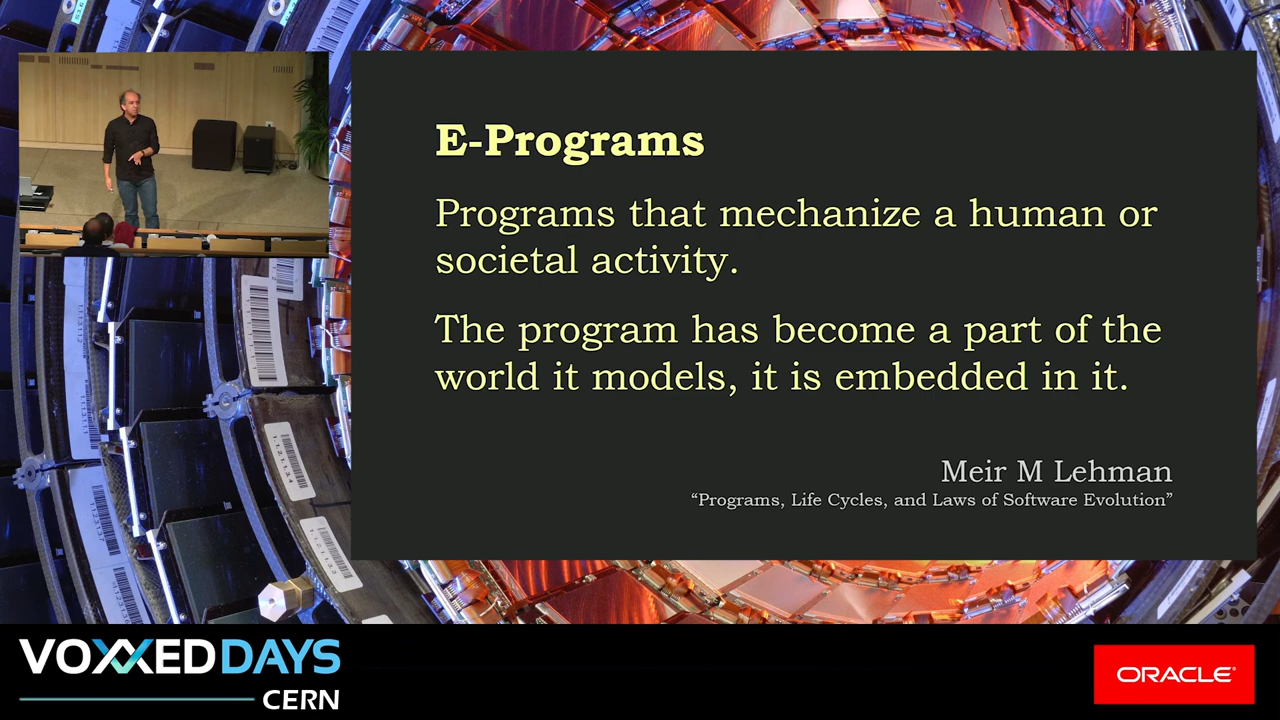 E-Programs
Programs that mechanize a human or
societal activity.
The program has become a part of the
world it models, it is embedded in it.
Meir M Lehman
“Programs, Life Cycles, and Laws of Software Evolution”
VOXXED DAYS
CERN
ORACLE®